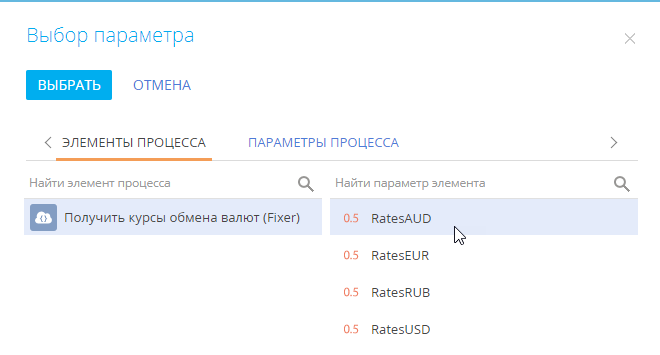 Выбор параметра
ВЫБРАТЬ ОТМЕНА
ЭЛЕМЕНТЫ ПРОЦЕССА ПАРАМЕТРЫ ПРОЦЕССА
Найти элемент процесса Найти параметр элемента
Получить курсы обмена валют (Fixer) 0.5 RatesAUD
0.5 RatesEUR
0.5 RatesRUB
0.5 RatesUSD